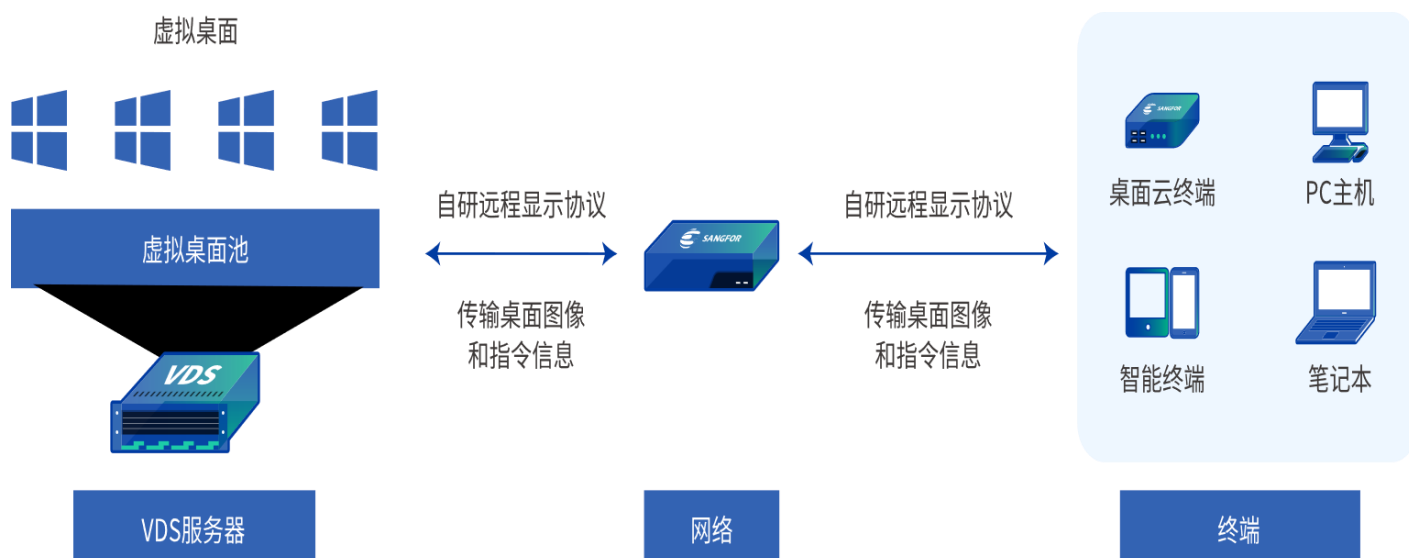 虚拟桌面
虚拟桌面池
VDS
VDS服务器
自研远程显示协议
传输桌面图像
和指令信息
SANGFOR
网络
自研远程显示协议
传输桌面图像
和指令信息
SANGFOR
桌面云终端
PC主机
智能终端
笔记本
终端